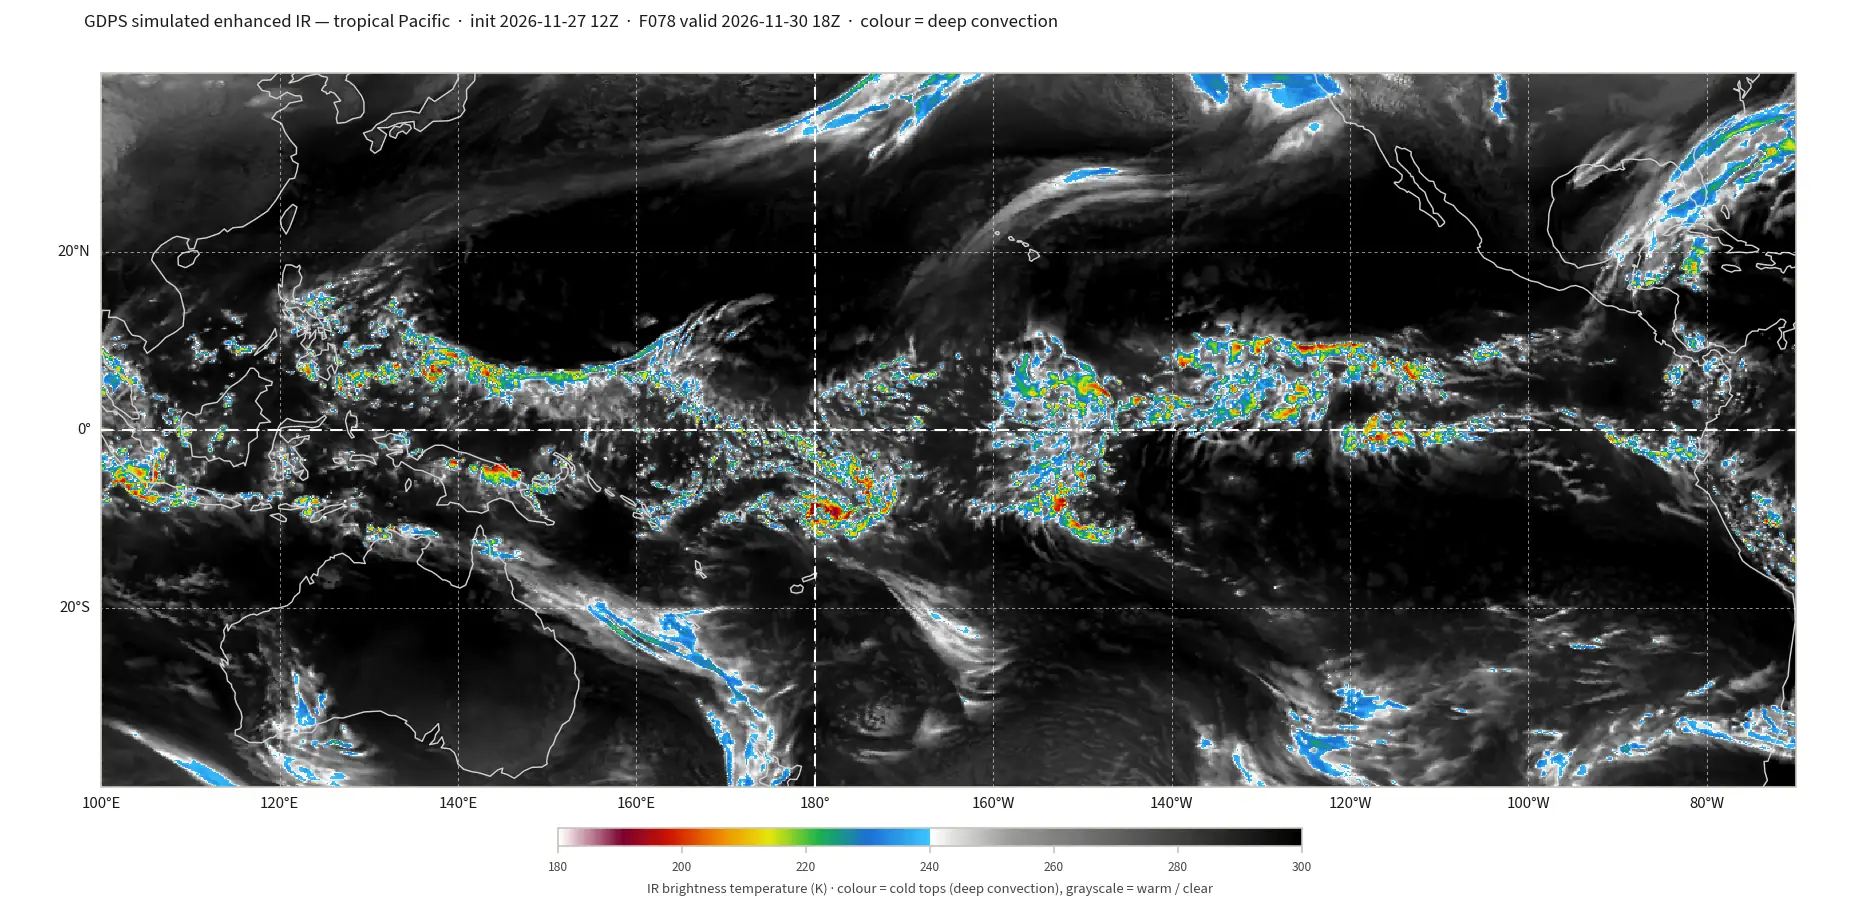 GDPS simulated enhanced IR — tropical Pacific · init 2026-11-27 12Z · F078 valid 2026-11-30 18Z · colour = deep convection
20°N
0°
20°S
100°E 120°E 140°E 160°E 180° 160°W 140°W 120°W 100°W 80°W
180 200 220 240 260 280 300
IR brightness temperature (K) · colour = cold tops (deep convection), grayscale = warm / clear